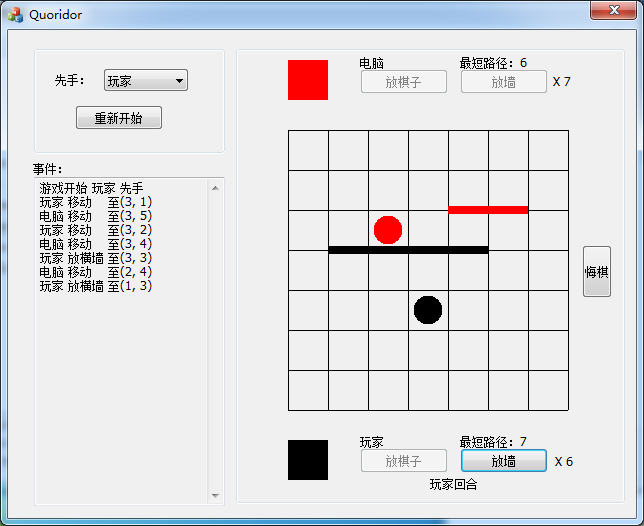 Quoridor
先手： 玩家
重新开始
事件：
游戏开始 玩家 先手
玩家 移动 至(3, 1)
电脑 移动 至(3, 5)
玩家 移动 至(3, 2)
电脑 移动 至(3, 4)
玩家 放横墙 至(3, 3)
电脑 移动 至(2, 4)
玩家 放横墙 至(1, 3)
电脑 最短路径：6
放棋子 放墙 X 7
悔棋
玩家 最短路径：7
放棋子 放墙 X 6
玩家回合